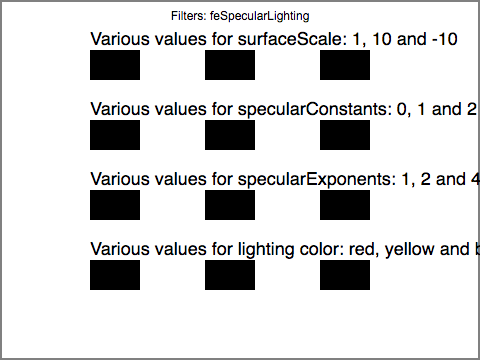 Filters: feSpecularLighting
Various values for surfaceScale: 1, 10 and -10
Various values for specularConstants: 0, 1 and 2
Various values for specularExponents: 1, 2 and 4
Various values for lighting color: red, yellow and